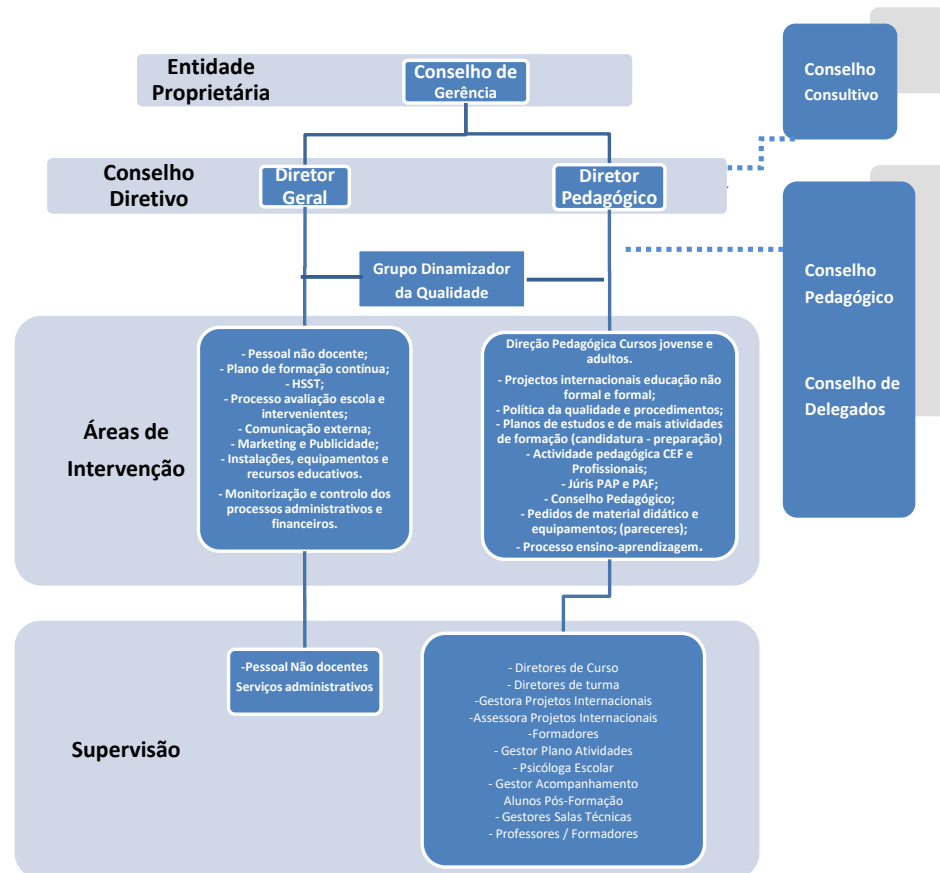 Entidade
Proprietária
Conselho de
Gerência
Conselho
Consultivo
Conselho
Diretivo
Diretor
Geral
Diretor
Pedagógico
Grupo Dinamizador
da Qualidade
Conselho
Pedagógico
Conselho de
Delegados
Áreas de
Intervenção
- Pessoal não docente;
- Plano de formação contínua;
- HSST;
- Processo avaliação escola e
intervenientes;
- Comunicação externa;
- Marketing e Publicidade;
- Instalações, equipamentos e
recursos educativos.
- Monitorização e controlo dos
processos administrativos e
financeiros.
Direção Pedagógica Cursos jovense e
adultos.
- Projectos internacionais educação não
formal e formal;
- Política da qualidade e procedimentos;
- Planos de estudos e de mais atividades
de formação (candidatura - preparação)
- Actividade pedagógica CEF e
Profissionais;
- Júris PAP e PAF;
- Conselho Pedagógico;
- Pedidos de material didático e
equipamentos; (pareceres);
- Processo ensino-aprendizagem.
Supervisão
-Pessoal Não docentes
Serviços administrativos
- Diretores de Curso
- Diretores de turma
-Gestora Projetos Internacionais
-Assessora Projetos Internacionais
-Formadores
- Gestor Plano Atividades
- Psicóloga Escolar
- Gestor Acompanhamento
Alunos Pós-Formação
- Gestores Salas Técnicas
- Professores / Formadores